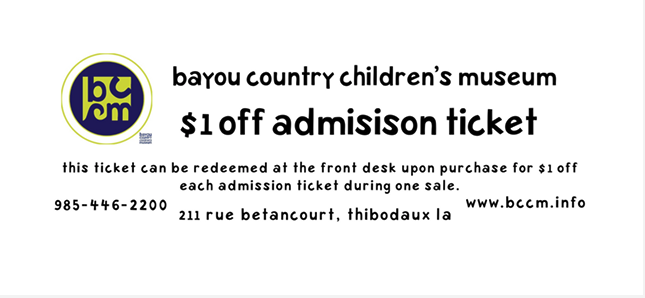 bc
cm
bayou country children's museum
$1 off admisison ticket
this ticket can be redeemed at the front desk upon purchase for $1 off
each admission ticket during one sale.
985-446-2200
211 rue betancourt, thibodaux la
www.bccm.info